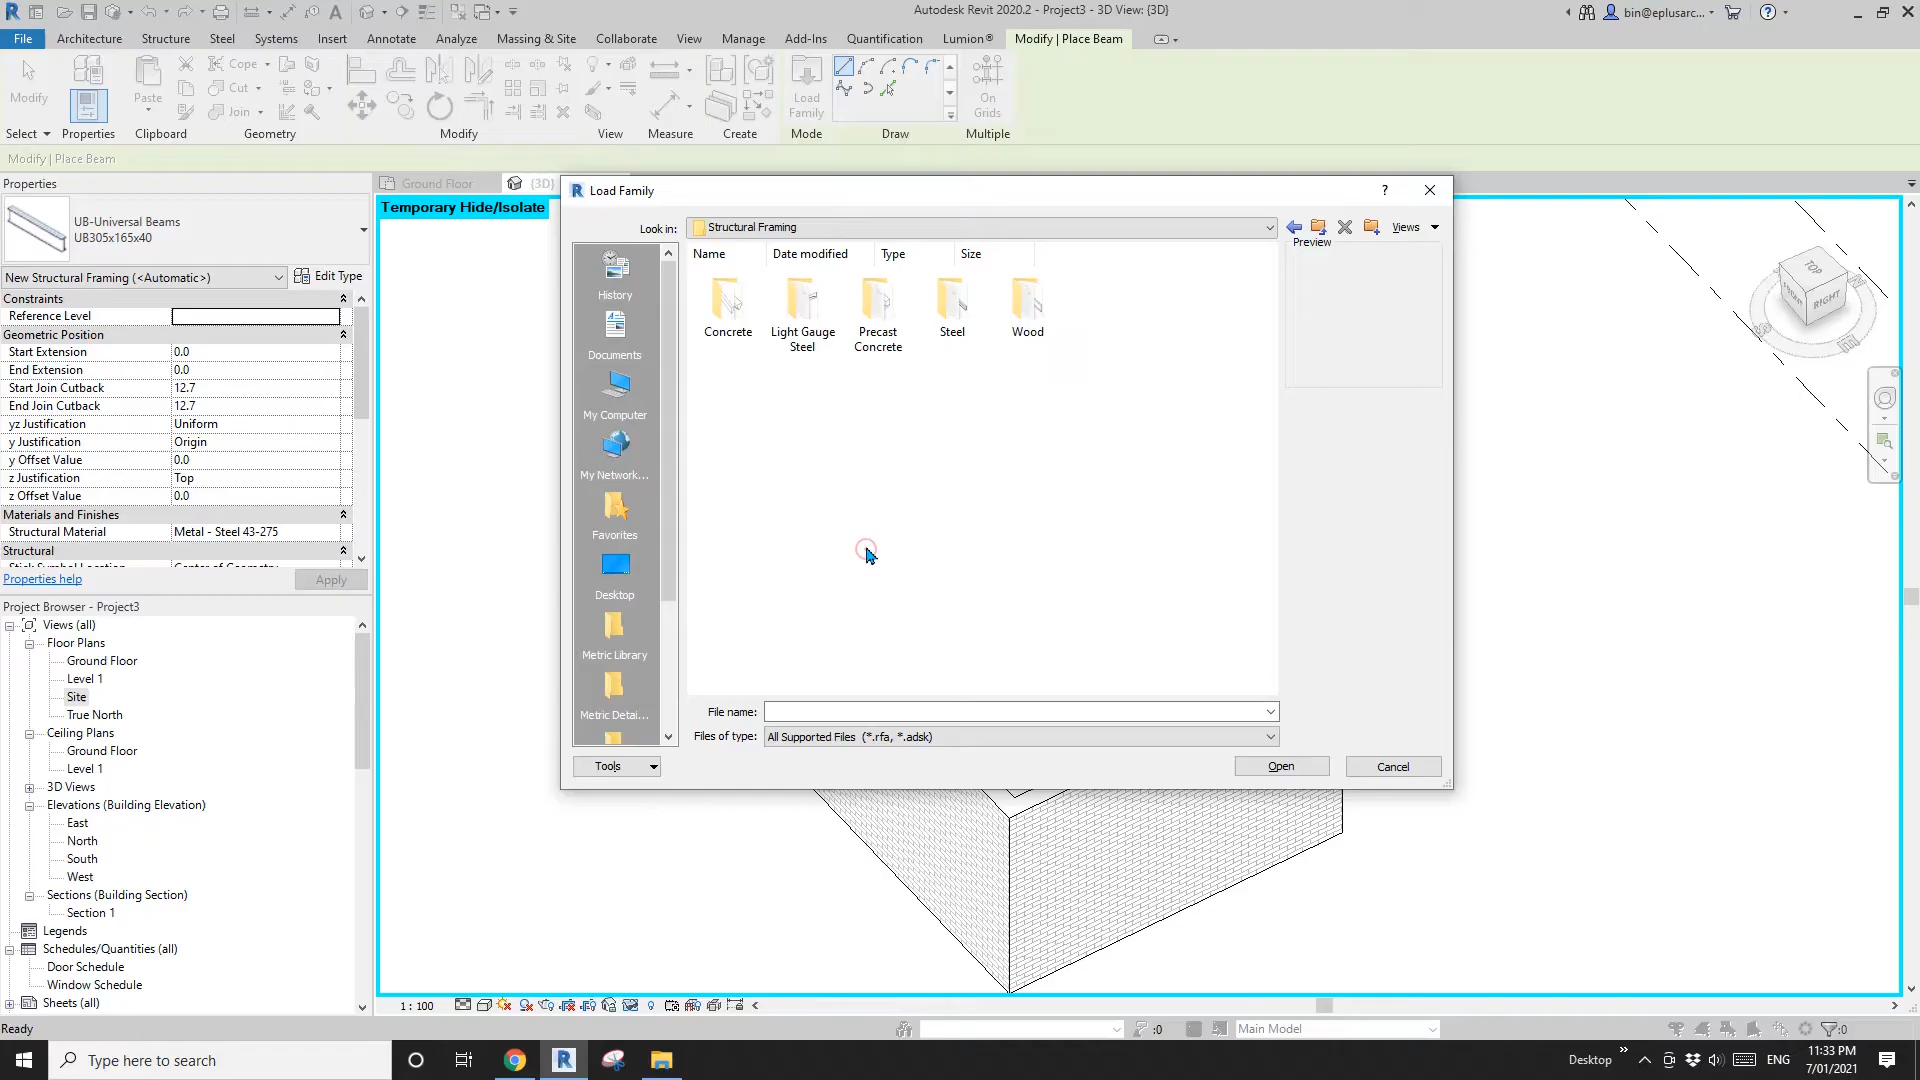 Autodesk Revit 2020.2 - Project3 - 3D View: {3D}
bin@eplusarc...
File Architecture Structure Steel Systems Insert Annotate Analyze Massing & Site Collaborate View Manage Add-Ins Quantification Lumion® Modify | Place Beam
Modify
Paste
Cope
Cut
Join
Load Family
On Grids
Select Properties Clipboard Geometry Modify View Measure Create Mode Draw Multiple
Modify | Place Beam
Properties
UB-Universal Beams
UB305x165x40
New Structural Framing (<Automatic>) Edit Type
Constraints
Reference Level
Geometric Position
Start Extension 0.0
End Extension 0.0
Start Join Cutback 12.7
End Join Cutback 12.7
yz Justification Uniform
y Justification Origin
y Offset Value 0.0
z Justification Top
z Offset Value 0.0
Materials and Finishes
Structural Material Metal - Steel 43-275
Structural
Properties help Apply
Project Browser - Project3
Views (all)
Floor Plans
Ground Floor
Level 1
Site
True North
Ceiling Plans
Ground Floor
Level 1
3D Views
Elevations (Building Elevation)
East
North
South
West
Sections (Building Section)
Section 1
Legends
Schedules/Quantities (all)
Door Schedule
Window Schedule
Sheets (all)
Ground Floor {3D}
Temporary Hide/Isolate
Load Family
Look in: Structural Framing Views
Preview
Name Date modified Type Size
Concrete
Light Gauge Steel
Precast Concrete
Steel
Wood
History
Documents
My Computer
My Network...
Favorites
Desktop
Metric Library
Metric Detai...
File name:
Files of type: All Supported Files (*.rfa, *.adsk)
Tools Open Cancel
TOP
FRONT
RIGHT
1 : 100
Ready :0 Main Model :0
Type here to search
Desktop ENG
11:33 PM
7/01/2021